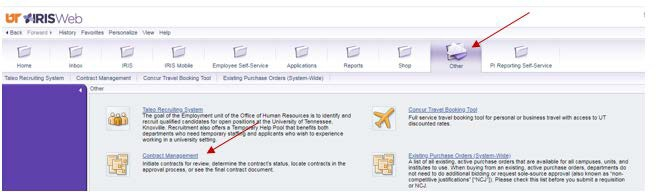 UT IRIS Web
Back Forward History Favorites Personalize View Help
Home Inbox IRIS IRIS Mobile Employee Self-Service Applications Reports Shop Other PI Reporting Self-Service
Taleo Recruiting System Contract Management Concur Travel Booking Tool Existing Purchase Orders (System-Wide)
Other
Taleo Recruiting System
The goal of the Employment unit of the Office of Human Resources is to identify and
recruit qualified candidates for open positions at the University of Tennessee,
Knoxville. Recruitment also offers a Temporary Help Pool that benefits both
departments who need temporary staffing and applicants who wish to experience
working in a university setting.
Concur Travel Booking Tool
Full service travel booking tool for personal or business travel with access to UT
discounted rates.
Contract Management
Initiate contracts for review, determine the contract's status, locate contracts in the
approval process, or see the final contract document.
Existing Purchase Orders (System-Wide)
A list of all existing, active purchase orders that are available for all campuses, units, and
institutes to use. When buying from an existing, active purchase orders, departments do
not need to do additional bidding or request sole-source approval (also known as "non-
competitive justifications" ["NCJ"]). Please check this list before you submit a requisition
or NCJ.